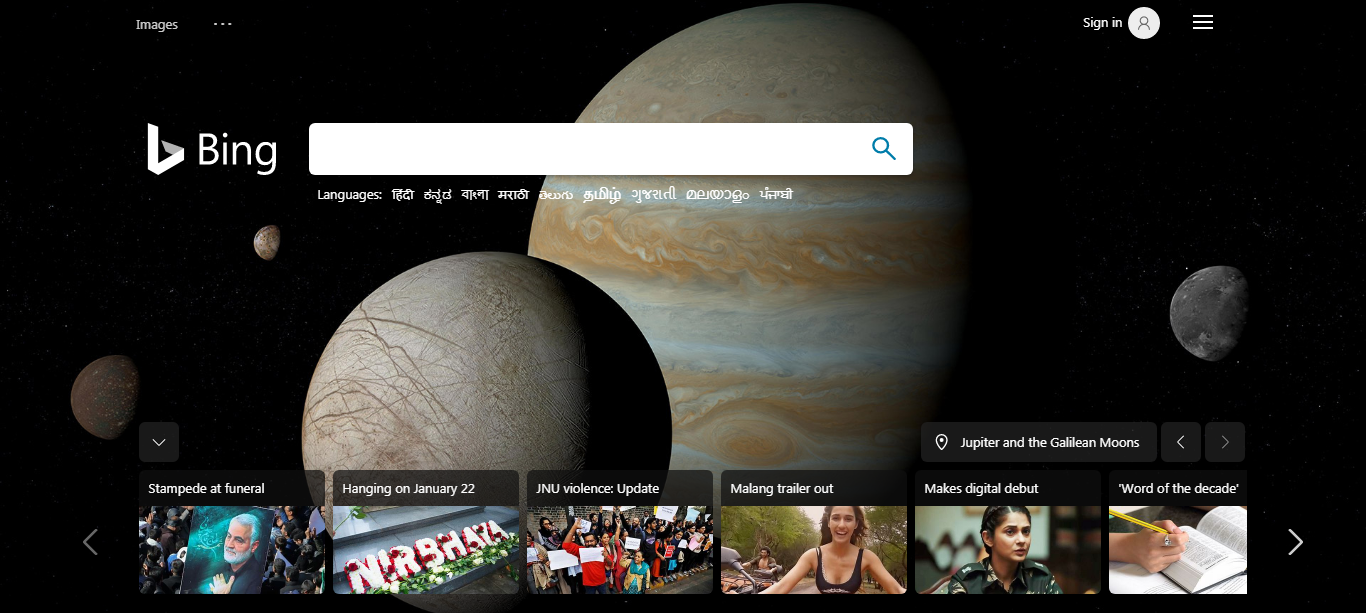 Images
Sign in
Bing
Languages: हिंदी ಕನ್ನಡ বাংলা मराठी తెలుగు தமிழ் ગુજરાતી മലയാളം ਪੰਜਾਬੀ
Jupiter and the Galilean Moons
Stampede at funeral
Hanging on January 22
JNU violence: Update
Malang trailer out
Makes digital debut
'Word of the decade'
NIRBHAYA